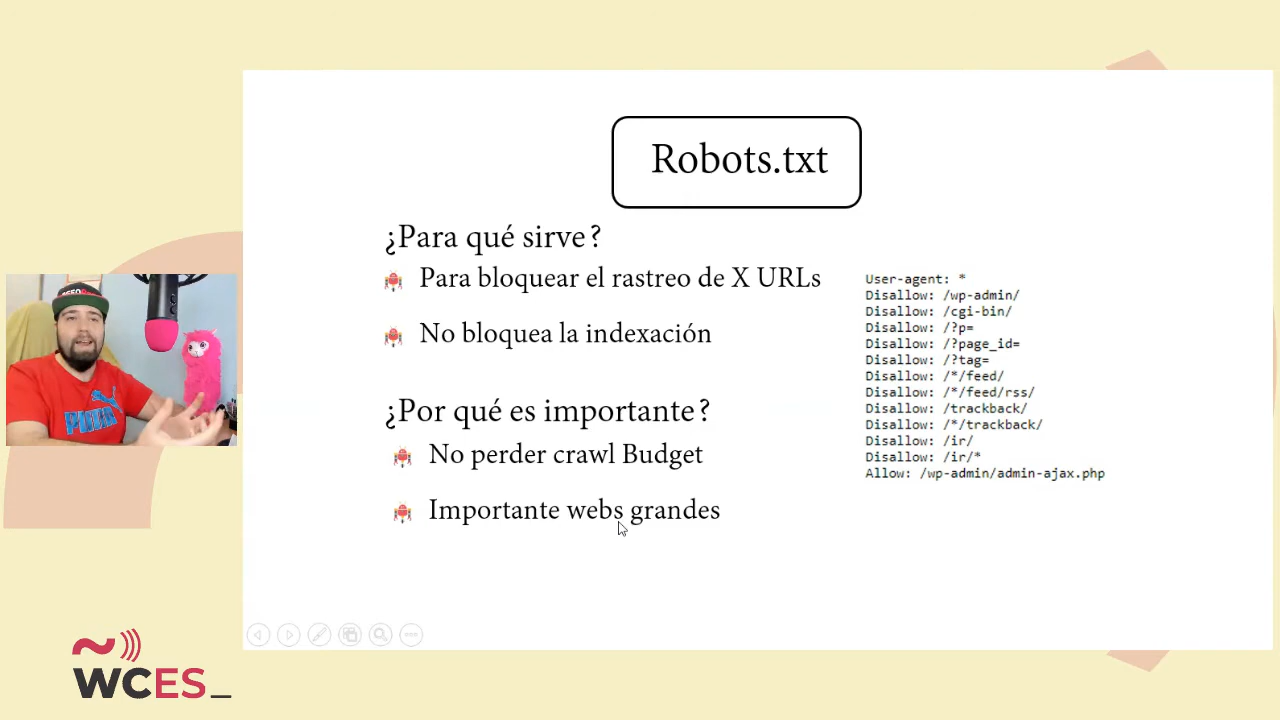 Robots.txt
¿Para qué sirve?
Para bloquear el rastreo de X URLs
No bloquea la indexación
¿Por qué es importante?
No perder crawl Budget
Importante webs grandes
User-agent: *
Disallow: /wp-admin/
Disallow: /cgi-bin/
Disallow: /?p=
Disallow: /?page_id=
Disallow: /?tag=
Disallow: /*/feed/
Disallow: /*/feed/rss/
Disallow: /trackback/
Disallow: /*/trackback/
Disallow: /ir/
Disallow: /ir/*
Allow: /wp-admin/admin-ajax.php
PUMA
WCES_